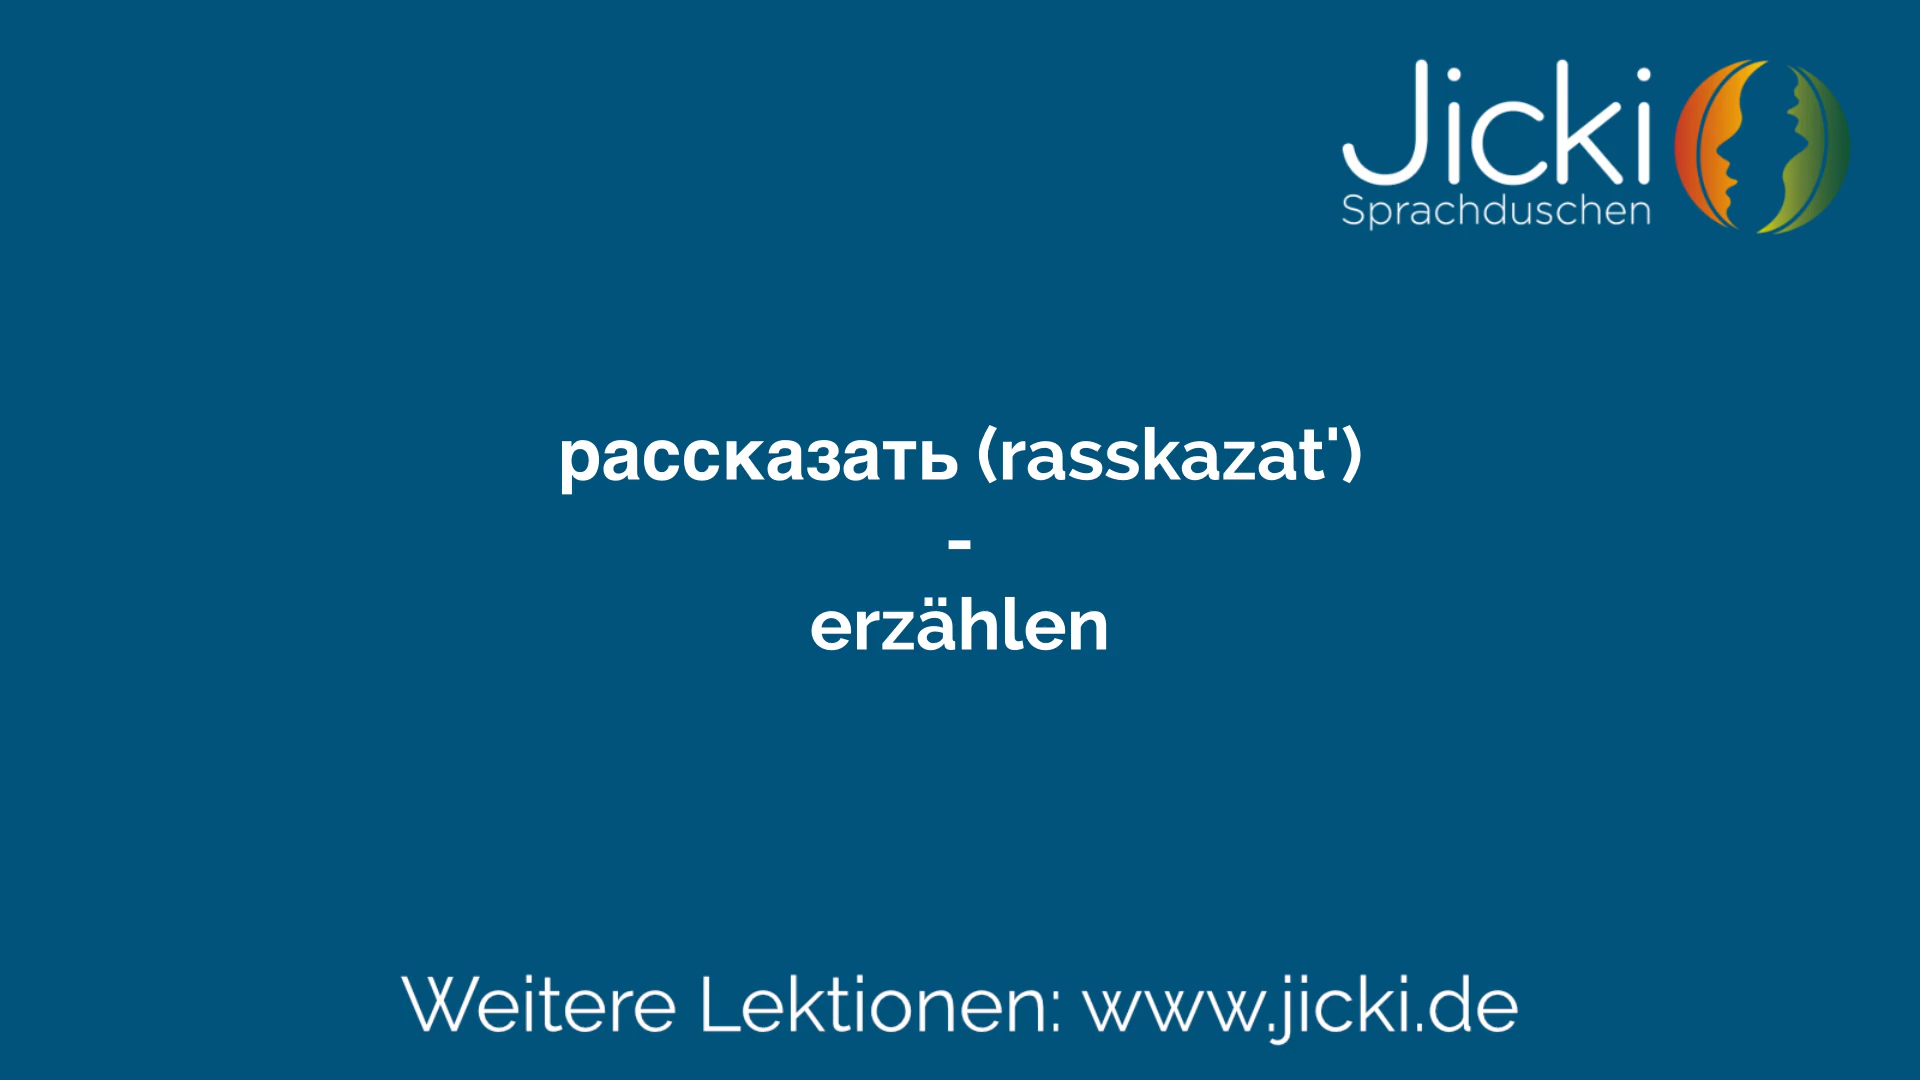 Jicki
Sprachduschen
рассказать (rasskazat')
-
erzählen
Weitere Lektionen: www.jicki.de